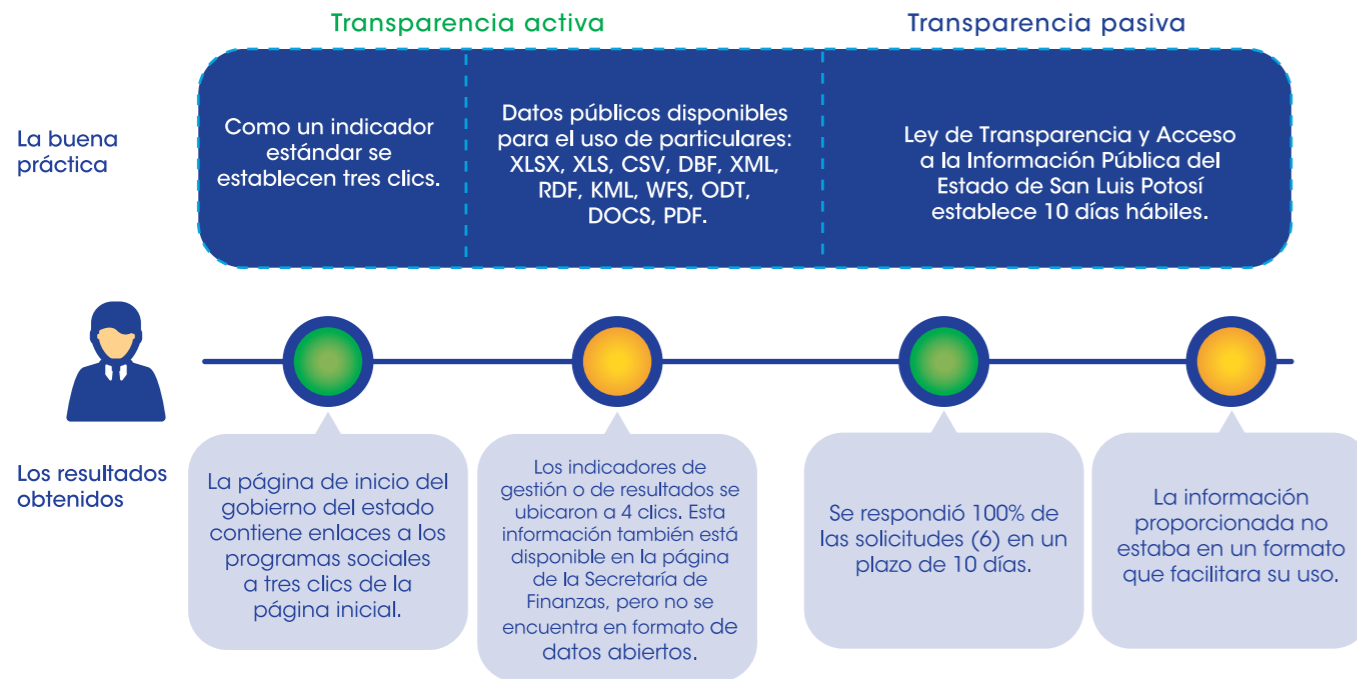 Transparencia activa
Transparencia pasiva
La buena
práctica
Como un indicador
estándar se
establecen tres clics.
Datos públicos disponibles
para el uso de particulares:
XLSX, XLS, CSV, DBF, XML,
RDF, KML, WFS, ODT,
DOCS, PDF.
Ley de Transparencia y Acceso
a la Información Pública del
Estado de San Luis Potosí
establece 10 días hábiles.
Los resultados
obtenidos
La página de inicio del
gobierno del estado
contiene enlaces a los
programas sociales
a tres clics de la
página inicial.
Los indicadores de
gestión o de resultados se
ubicaron a 4 clics. Esta
información también está
disponible en la página
de la Secretaría de
Finanzas, pero no se
encuentra en formato de
datos abiertos.
Se respondió 100% de
las solicitudes (6) en un
plazo de 10 días.
La información
proporcionada no
estaba en un formato
que facilitara su uso.